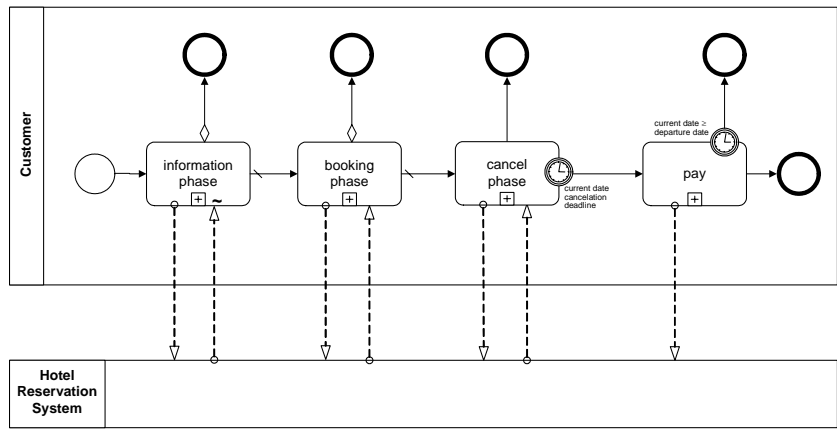 Customer
information
phase
booking
phase
cancel
phase
current date
cancelation
deadline
current date ≥
departure date
pay
Hotel
Reservation
System